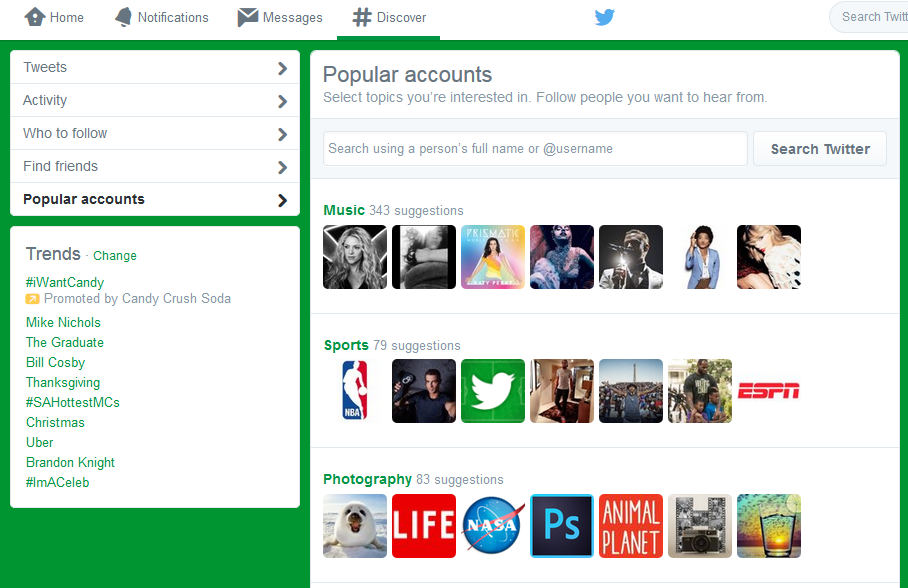 Home
Notifications
Messages
Discover
Search Twitt
Tweets
Activity
Who to follow
Find friends
Popular accounts
Trends · Change
#iWantCandy
Promoted by Candy Crush Soda
Mike Nichols
The Graduate
Bill Cosby
Thanksgiving
#SAHottestMCs
Christmas
Uber
Brandon Knight
#ImACeleb
Popular accounts
Select topics you're interested in. Follow people you want to hear from.
Search using a person's full name or @username
Search Twitter
Music 343 suggestions
PRISMATIC
KATY PERRY
Sports 79 suggestions
NBA
ESPN
Photography 83 suggestions
LIFE
NASA
Ps
ANIMAL
PLANET